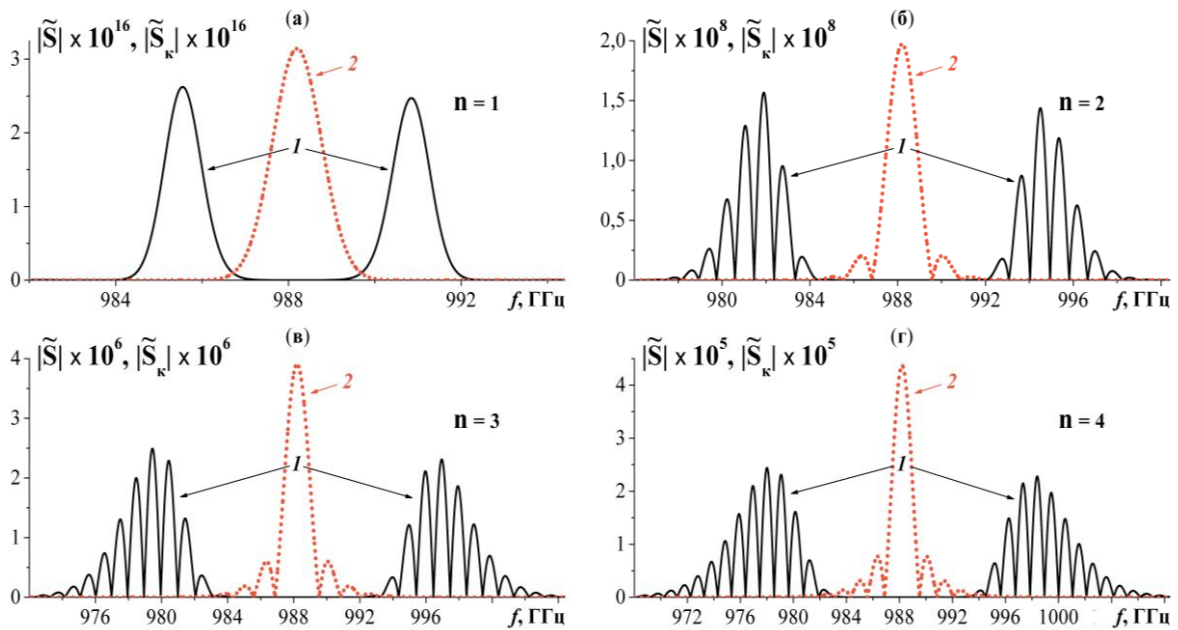 (а)
|S̃| x 10¹⁶, |S̃ₖ| x 10¹⁶
2
n = 1
1
3
2
1
0
984 988 992 f, ГГц
(б)
|S̃| x 10⁸, |S̃ₖ| x 10⁸
2,0
2
n = 2
1,5
1
1,0
0,5
0
980 984 988 992 996 f, ГГц
(в)
|S̃| x 10⁶, |S̃ₖ| x 10⁶
4
2
n = 3
3
1
2
1
0
976 980 984 988 992 996 f, ГГц
(г)
|S̃| x 10⁵, |S̃ₖ| x 10⁵
2
n = 4
4
3
1
2
1
0
972 976 980 984 988 992 996 1000 f, ГГц